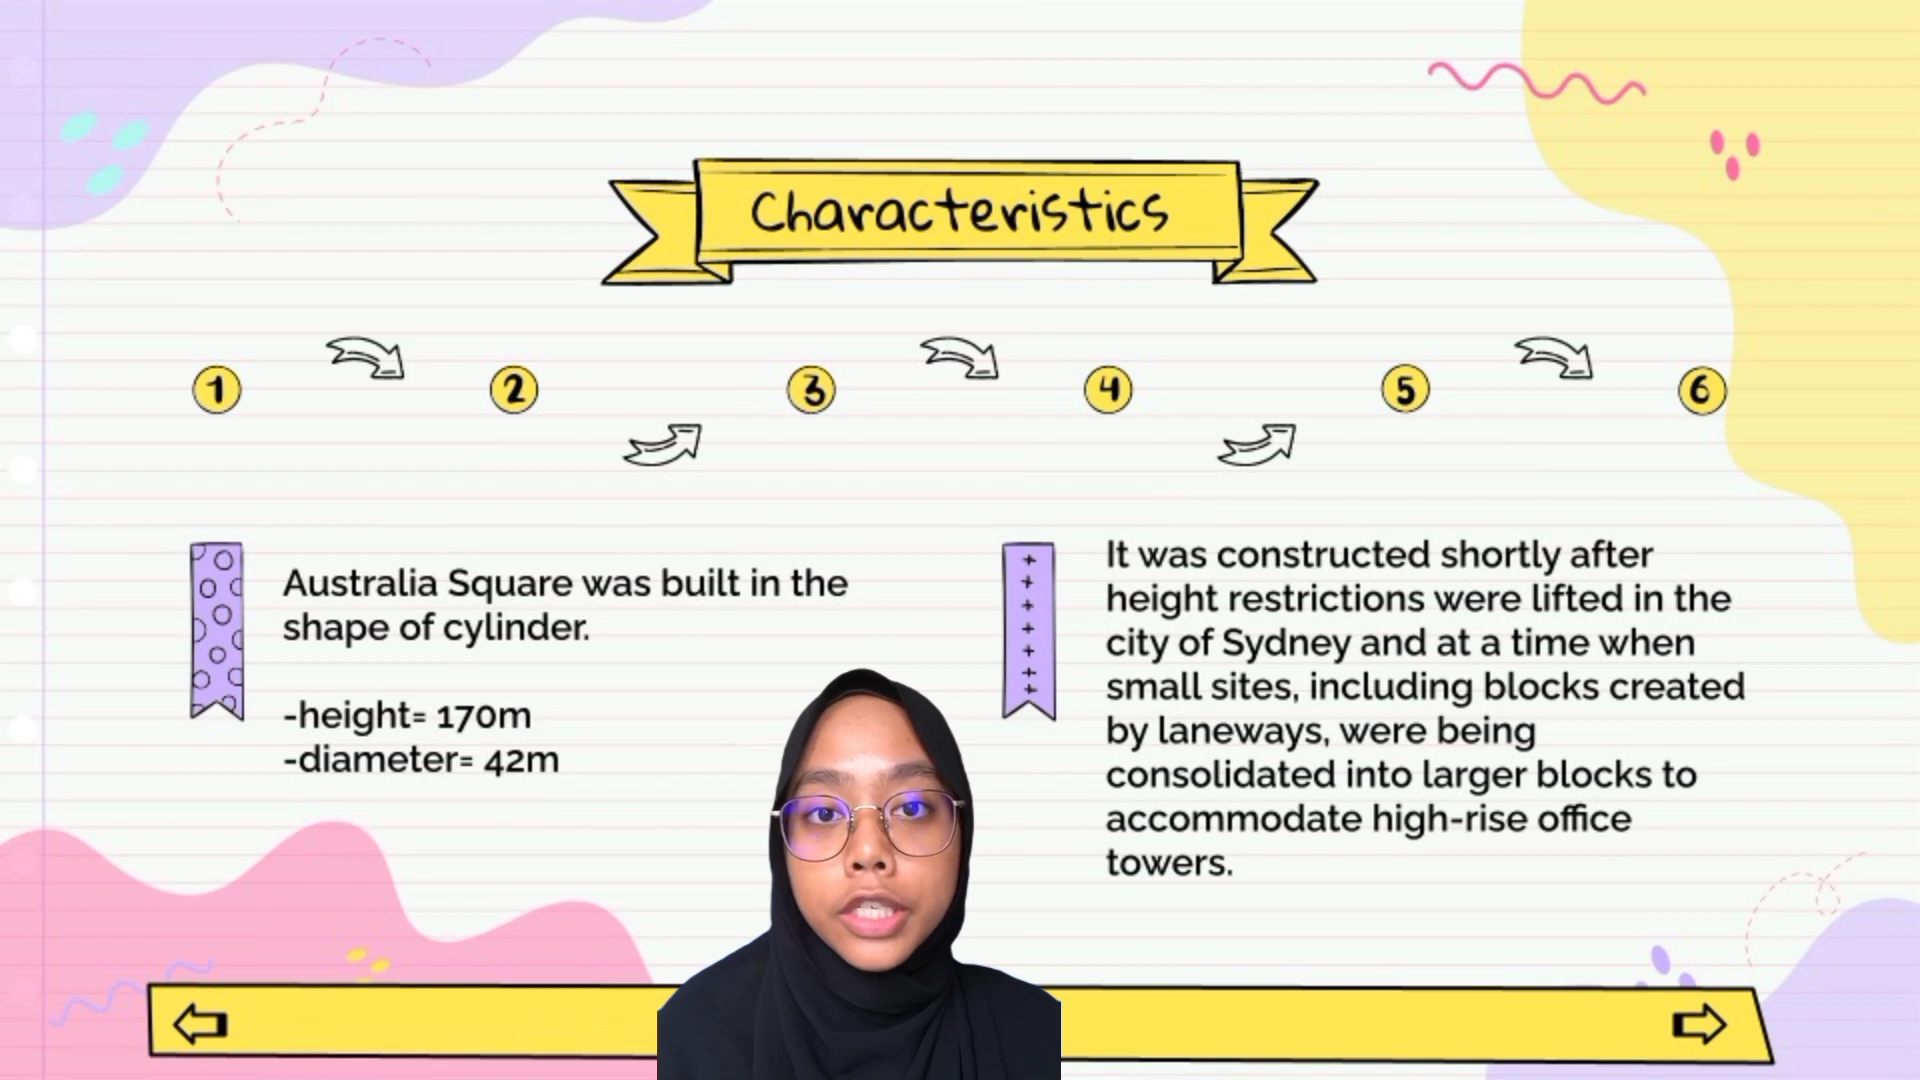 Characteristics
1
2
3
4
5
6
Australia Square was built in the
shape of cylinder.
-height= 170m
-diameter= 42m
It was constructed shortly after
height restrictions were lifted in the
city of Sydney and at a time when
small sites, including blocks created
by laneways, were being
consolidated into larger blocks to
accommodate high-rise office
towers.